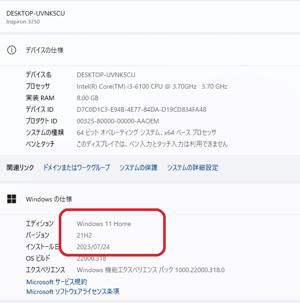 DESKTOP-UVNK5CU
Inspiron 3250
デバイスの仕様
デバイス名 DESKTOP-UVNK5CU
プロセッサ Intel(R) Core(TM) i3-6100 CPU @ 3.70GHz 3.70 GHz
実装 RAM 8.00 GB
デバイス ID D7C0D1C3-E94B-4E77-84DA-D19CD834FA48
プロダクト ID 00325-80000-00000-AAOEM
システムの種類 64 ビット オペレーティング システム、x64 ベース プロセッサ
ペンとタッチ このディスプレイでは、ペン入力とタッチ入力は利用できません
関連リンク ドメインまたはワークグループ システムの保護 システムの詳細設定
Windows の仕様
エディション Windows 11 Home
バージョン 21H2
インストール日 2023/07/24
OS ビルド 22000.318
エクスペリエンス Windows 機能エクスペリエンス パック 1000.22000.318.0
Microsoft サービス規約
Microsoft ソフトウェアライセンス条項